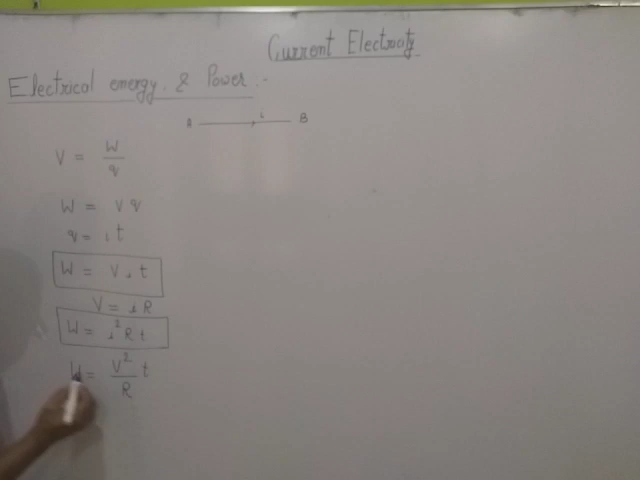 Current Electricity
Electrical energy & Power :-
A i B
V = W/q
W = Vq
q = it
W = Vit
V = iR
W = i²Rt
W = V²/R t